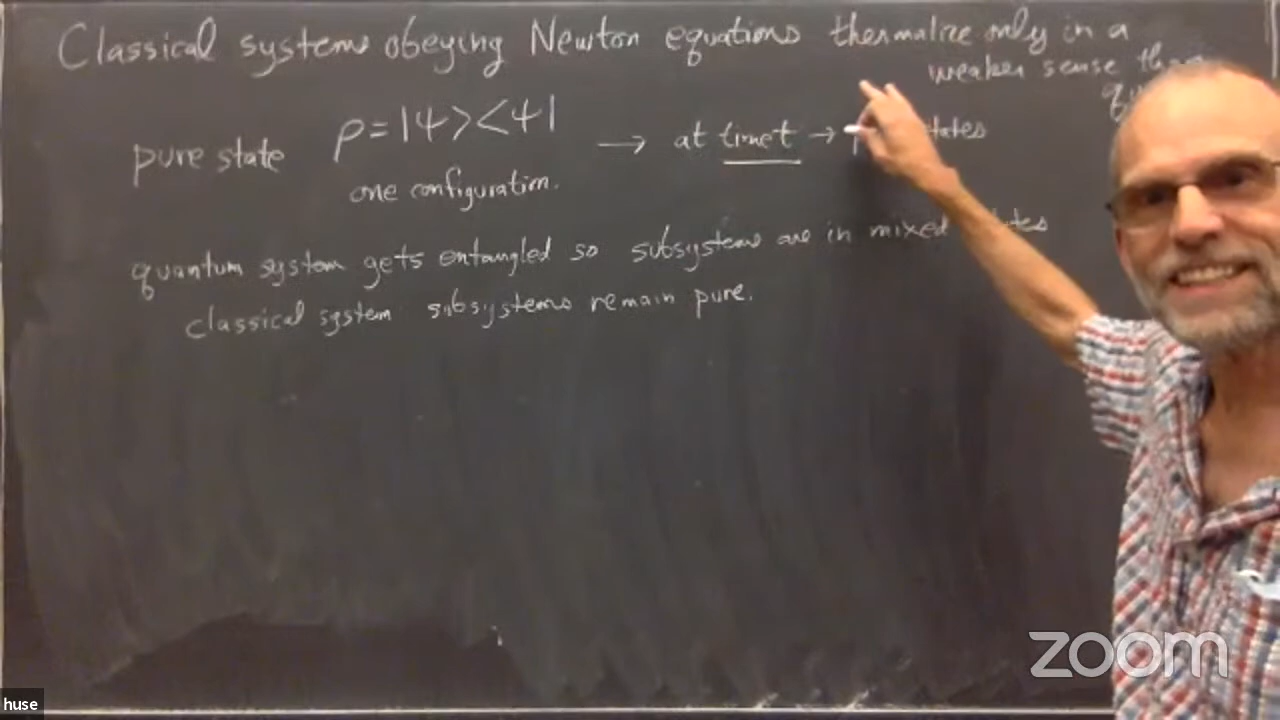 Classical systems obeying Newton equations thermalize only in a
weaker sense than
pure state ρ=|ψ><ψ| → at time t →
one configuration.
quantum system gets entangled so subsystems are in mixed
classical system subsystems remain pure.
zoom
huse